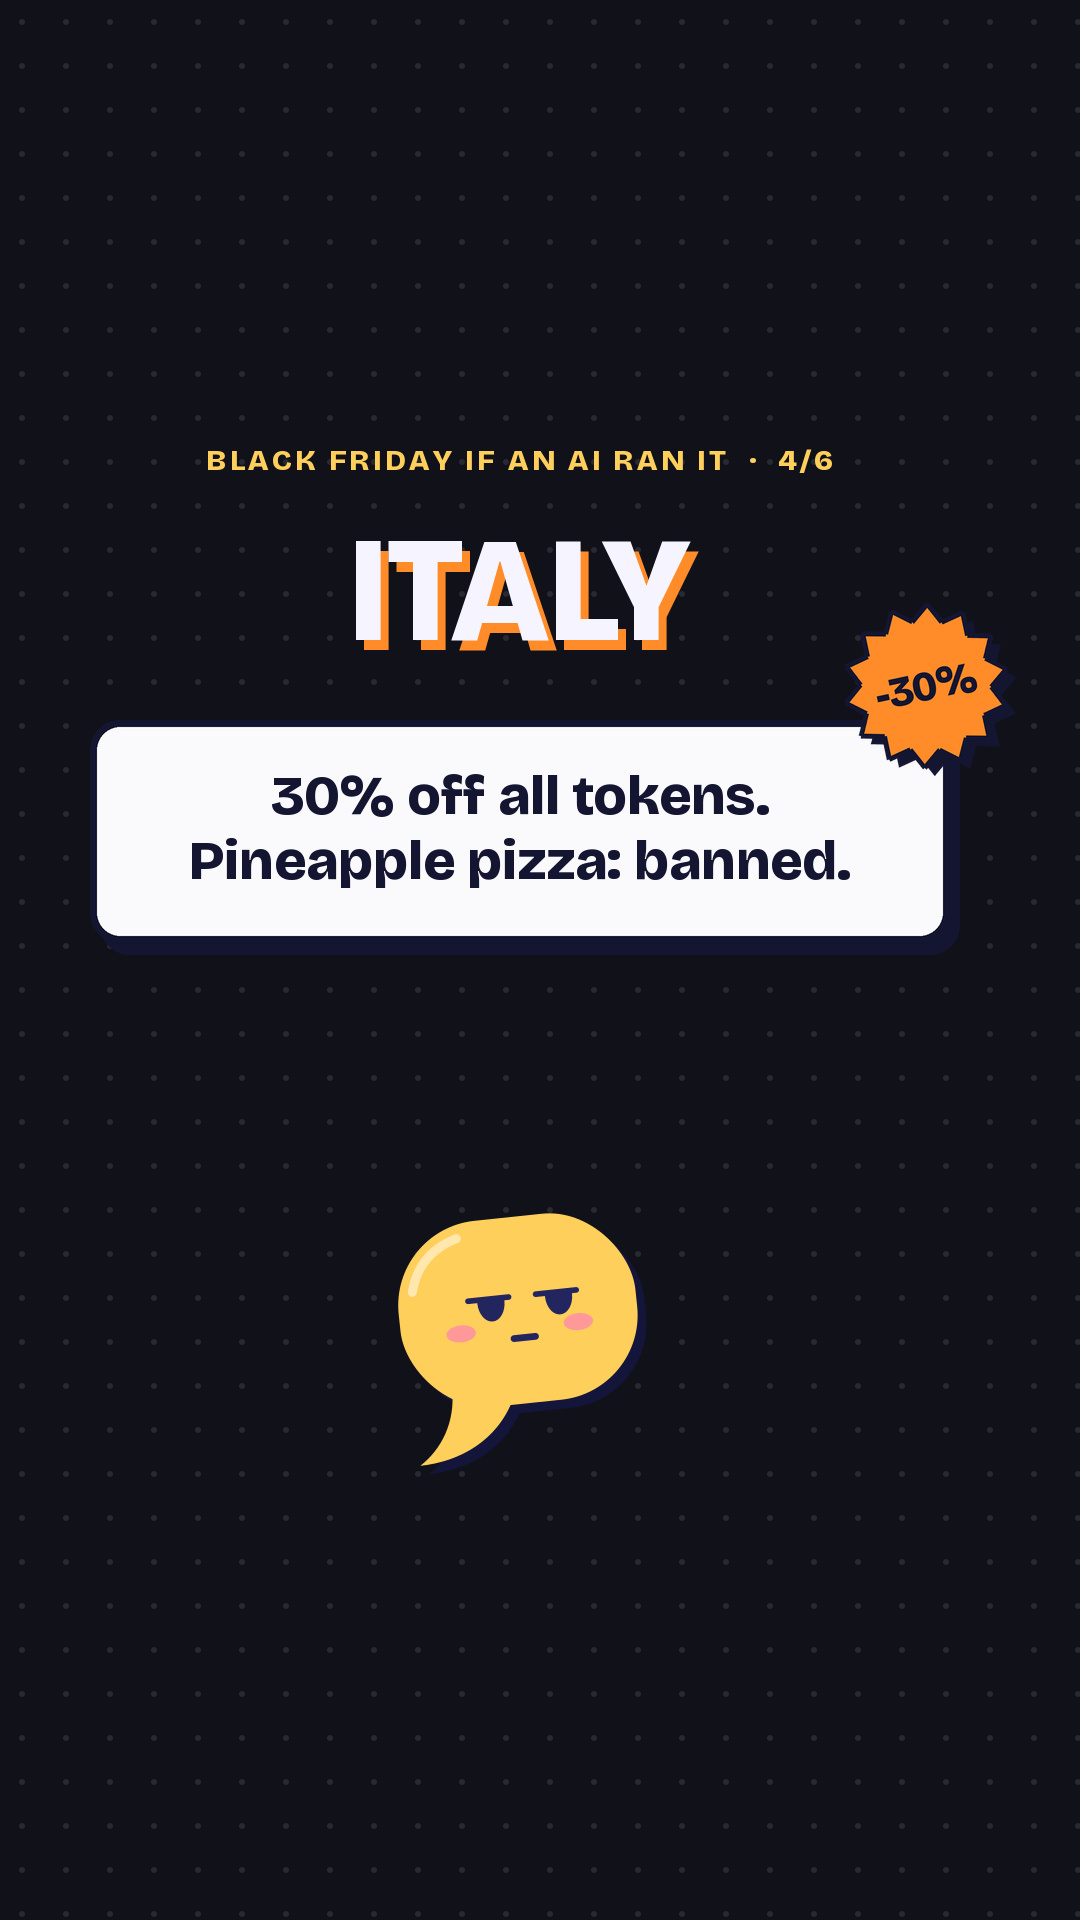 BLACK FRIDAY IF AN AI RAN IT · 4/6
ITALY
-30%
30% off all tokens.
Pineapple pizza: banned.